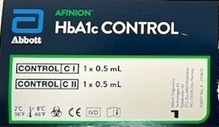 Abbott
AFINION™
HbA1c CONTROL
CONTROL C I 1 x 0.5 mL
CONTROL C II 1 x 0.5 mL
2°C 8°C
36°F 46°F
CE IVD